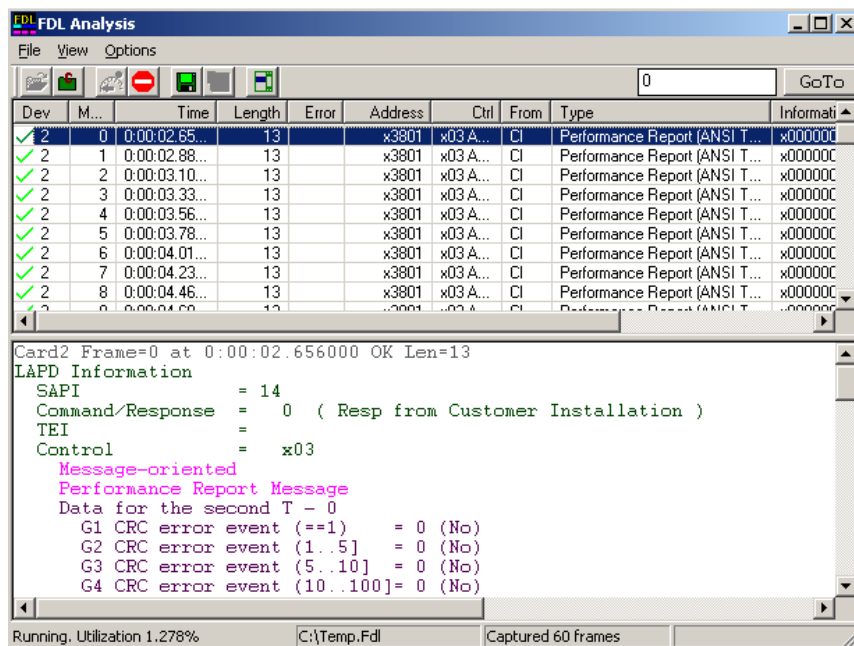 FDL FDL Analysis
File View Options
0 GoTo
Dev M... Time Length Error Address Ctrl From Type Informati
2 0 0:00:02.65... 13 x3801 x03 A... CI Performance Report (ANSI T... x000000
2 1 0:00:02.88... 13 x3801 x03 A... CI Performance Report (ANSI T... x000000
2 2 0:00:03.10... 13 x3801 x03 A... CI Performance Report (ANSI T... x000000
2 3 0:00:03.33... 13 x3801 x03 A... CI Performance Report (ANSI T... x000000
2 4 0:00:03.56... 13 x3801 x03 A... CI Performance Report (ANSI T... x000000
2 5 0:00:03.78... 13 x3801 x03 A... CI Performance Report (ANSI T... x000000
2 6 0:00:04.01... 13 x3801 x03 A... CI Performance Report (ANSI T... x000000
2 7 0:00:04.23... 13 x3801 x03 A... CI Performance Report (ANSI T... x000000
2 8 0:00:04.46... 13 x3801 x03 A... CI Performance Report (ANSI T... x000000
Card2 Frame=0 at 0:00:02.656000 OK Len=13
LAPD Information
SAPI = 14
Command/Response = 0 ( Resp from Customer Installation )
TEI =
Control = x03
Message-oriented
Performance Report Message
Data for the second T - 0
G1 CRC error event (==1) = 0 (No)
G2 CRC error event (1..5] = 0 (No)
G3 CRC error event (5..10] = 0 (No)
G4 CRC error event (10..100]= 0 (No)
Running. Utilization 1.278% C:\Temp.Fdl Captured 60 frames